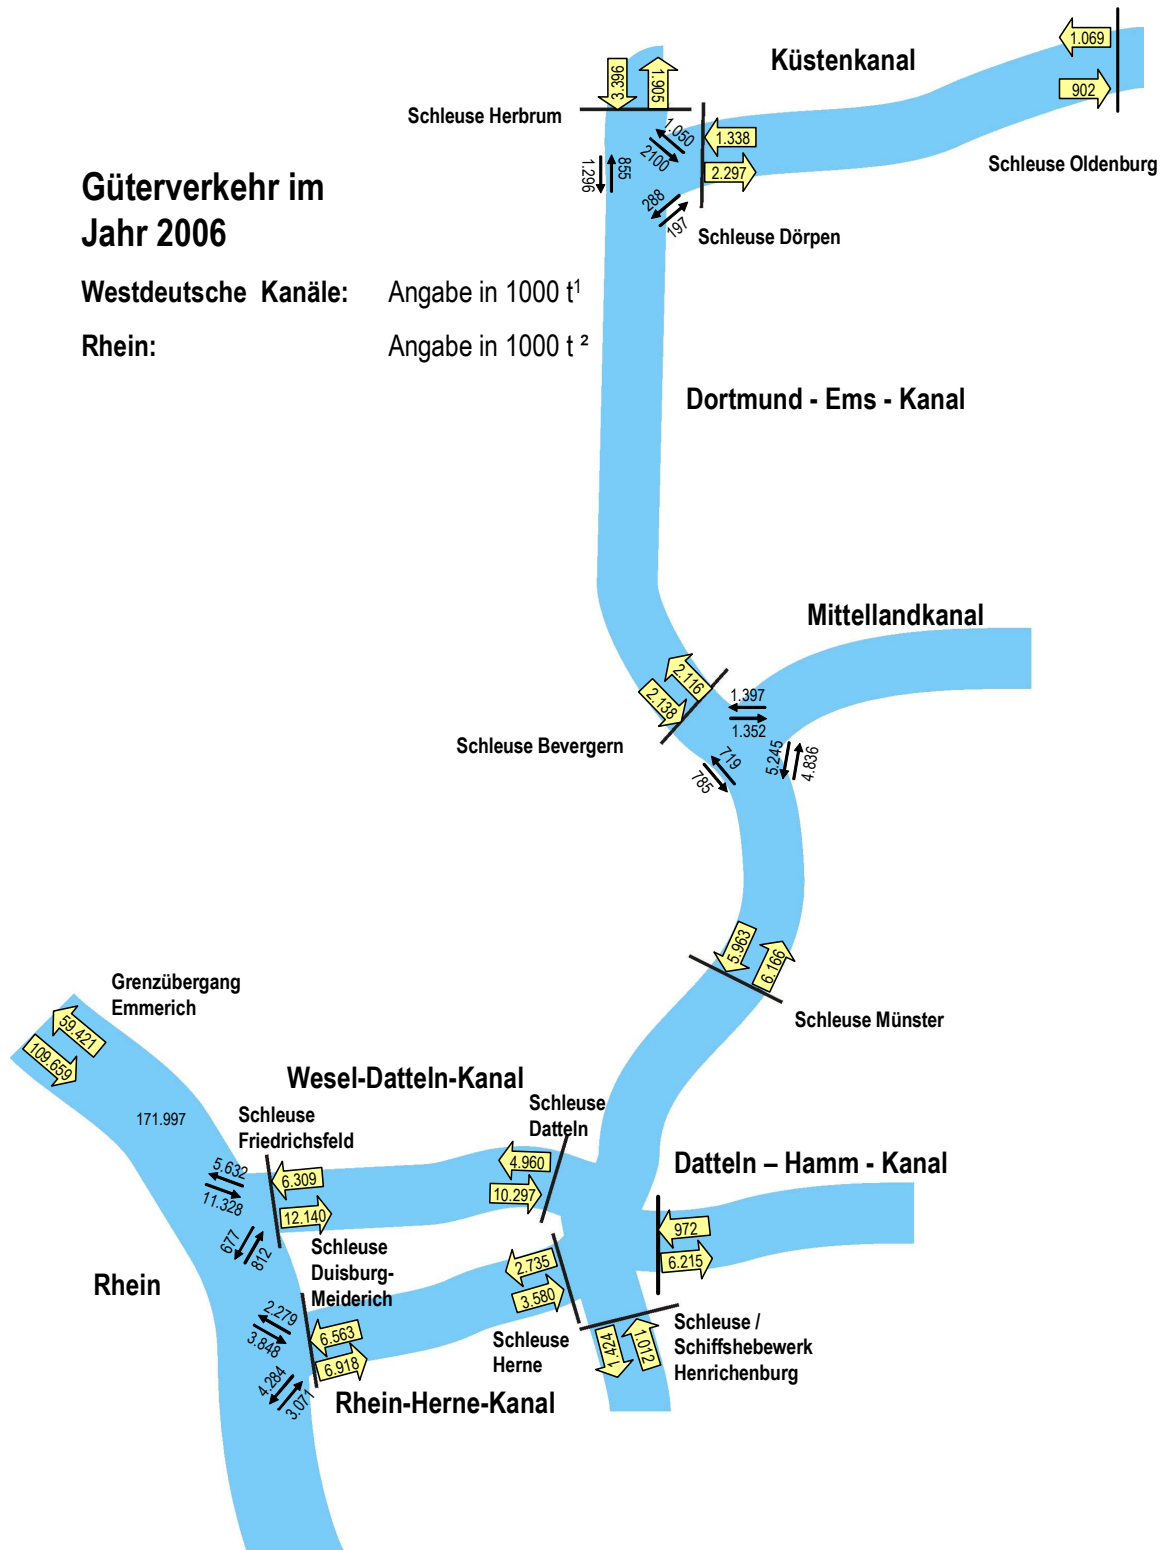 1.069
Küstenkanal
902
3.396
1.905
Schleuse Herbrum
1.050
2100
1.338
2.297
Schleuse Oldenburg
1.296
855
288
197
Schleuse Dörpen
Güterverkehr im
Jahr 2006
Westdeutsche Kanäle: Angabe in 1000 t¹
Rhein: Angabe in 1000 t ²
Dortmund - Ems - Kanal
Mittellandkanal
2.116
2.138
1.397
1.352
Schleuse Bevergern
719
785
5.245
4.836
5.963
6.166
Schleuse Münster
Grenzübergang
Emmerich
59.421
109.659
171.997
Wesel-Datteln-Kanal
Schleuse
Datteln
Schleuse
Friedrichsfeld
4.960
10.297
Datteln – Hamm - Kanal
5.632
11.328
6.309
12.140
677
812
972
6.215
Schleuse
Duisburg-
Meiderich
Rhein
2.735
3.580
2.279
3.848
6.563
6.918
Schleuse
Herne
1.424
1.012
Schleuse /
Schiffshebewerk
Henrichenburg
4.284
3.071
Rhein-Herne-Kanal